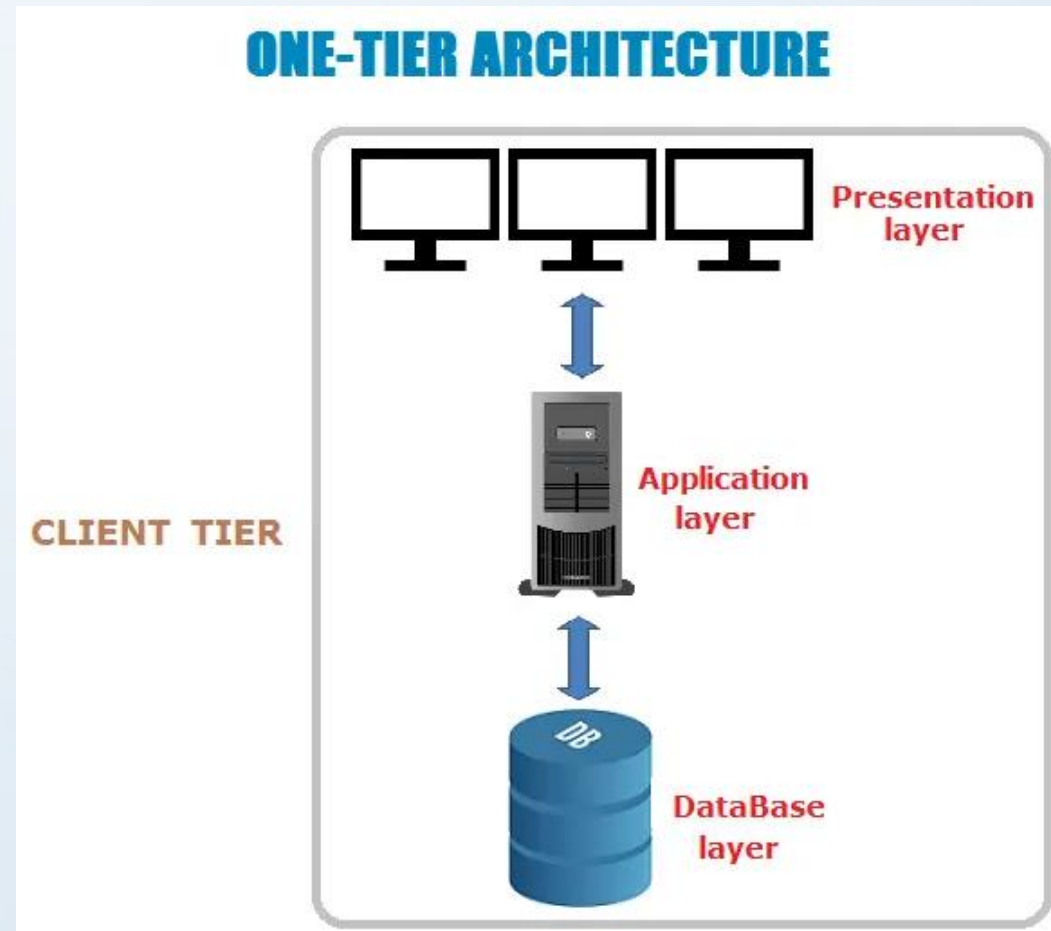 ONE-TIER ARCHITECTURE
Presentation
layer
Application
layer
CLIENT TIER
DB
DataBase
layer